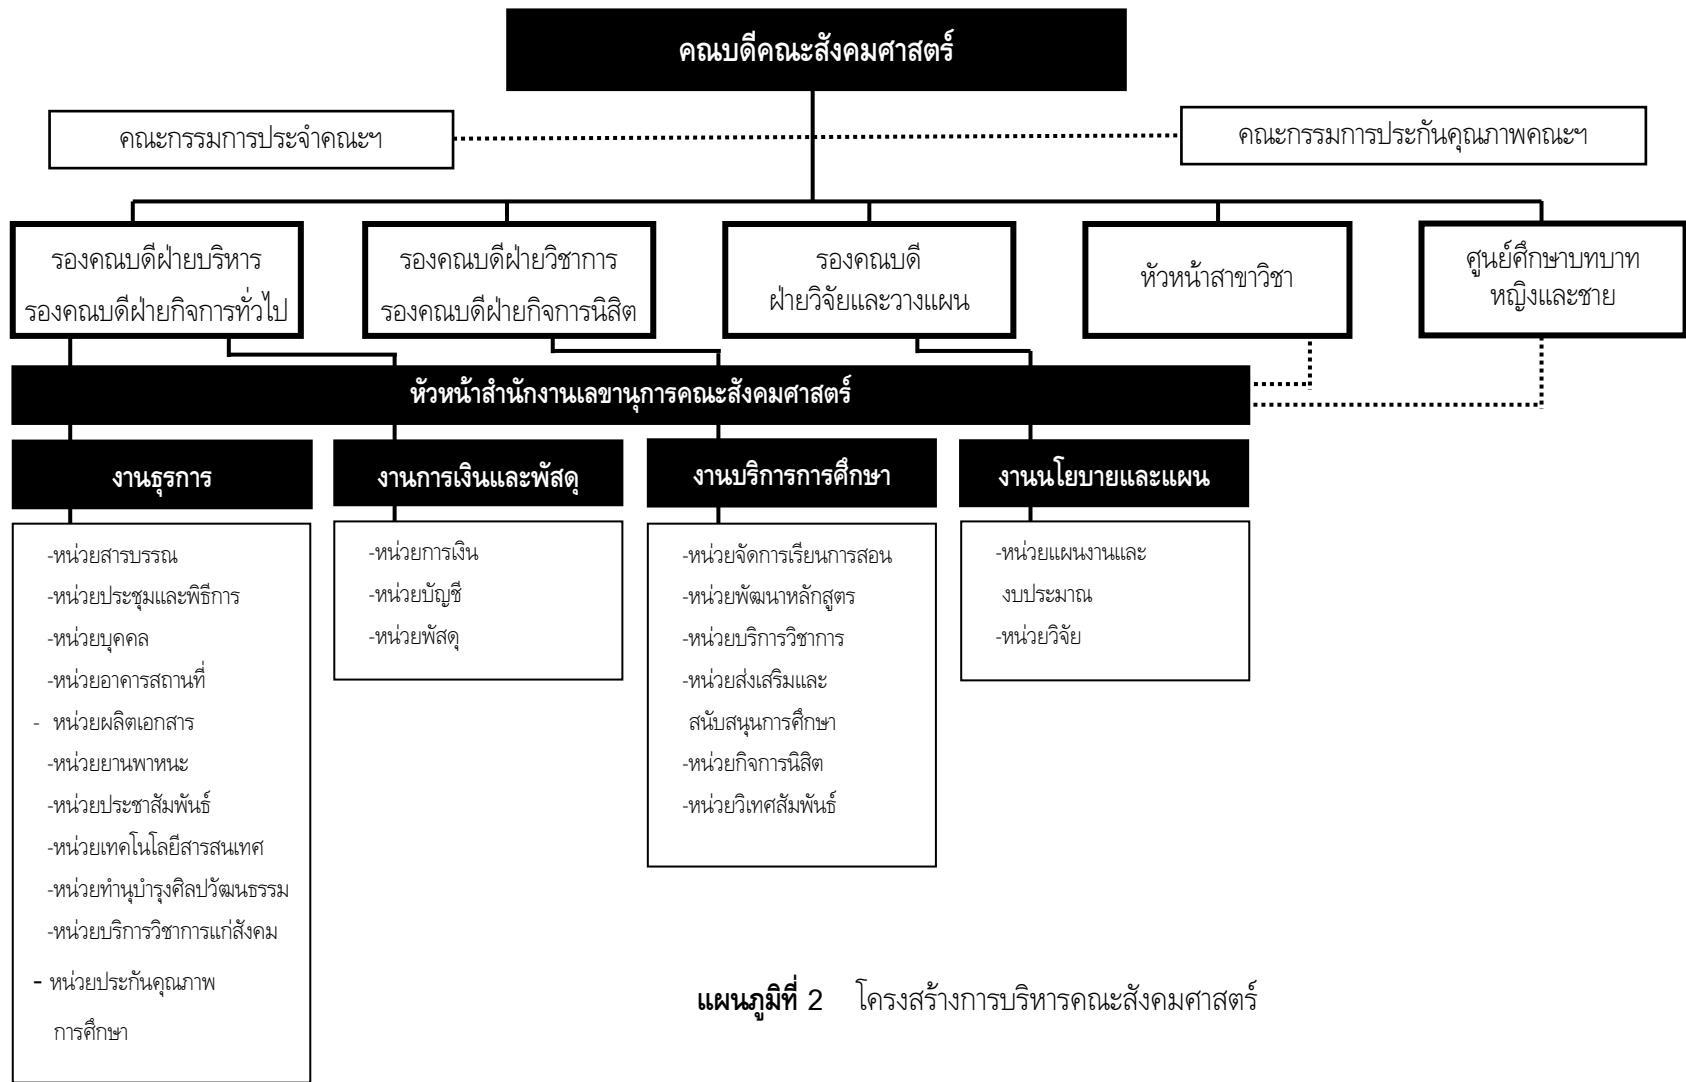 คณบดีคณะสังคมศาสตร์
คณะกรรมการประจำคณะฯ
คณะกรรมการประกันคุณภาพคณะฯ
รองคณบดีฝ่ายบริหาร
รองคณบดีฝ่ายกิจการทั่วไป
รองคณบดีฝ่ายวิชาการ
รองคณบดีฝ่ายกิจการนิสิต
รองคณบดี
ฝ่ายวิจัยและวางแผน
หัวหน้าสาขาวิชา
ศูนย์ศึกษาบทบาท
หญิงและชาย
หัวหน้าสำนักงานเลขานุการคณะสังคมศาสตร์
งานธุรการ
-หน่วยสารบรรณ
-หน่วยประชุมและพิธีการ
-หน่วยบุคคล
-หน่วยอาคารสถานที่
- หน่วยผลิตเอกสาร
-หน่วยยานพาหนะ
-หน่วยประชาสัมพันธ์
-หน่วยเทคโนโลยีสารสนเทศ
-หน่วยทำนุบำรุงศิลปวัฒนธรรม
-หน่วยบริการวิชาการแก่สังคม
- หน่วยประกันคุณภาพ
การศึกษา
งานการเงินและพัสดุ
-หน่วยการเงิน
-หน่วยบัญชี
-หน่วยพัสดุ
งานบริการการศึกษา
-หน่วยจัดการเรียนการสอน
-หน่วยพัฒนาหลักสูตร
-หน่วยบริการวิชาการ
-หน่วยส่งเสริมและ
สนับสนุนการศึกษา
-หน่วยกิจการนิสิต
-หน่วยวิเทศสัมพันธ์
งานนโยบายและแผน
-หน่วยแผนงานและ
งบประมาณ
-หน่วยวิจัย
แผนภูมิที่ 2 โครงสร้างการบริหารคณะสังคมศาสตร์